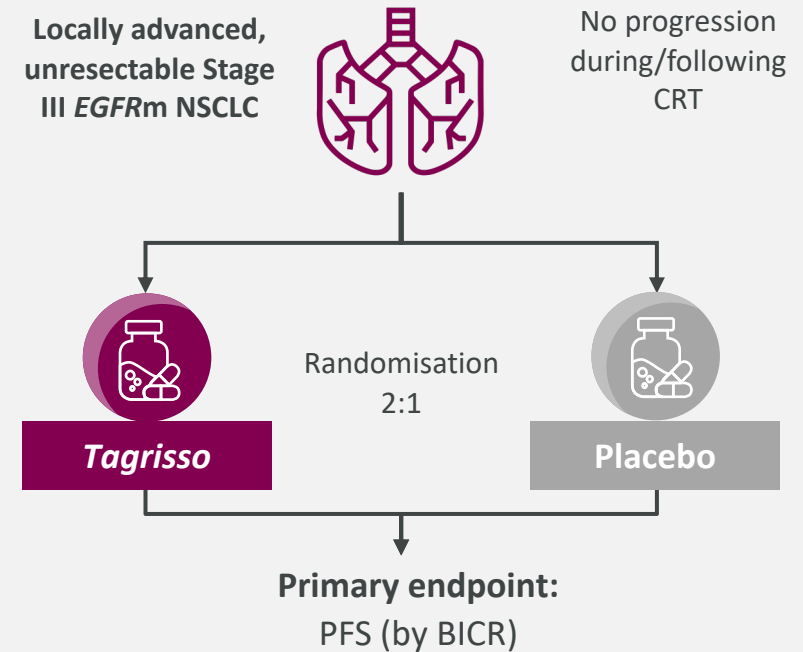 Locally advanced,
unresectable Stage
III EGFRm NSCLC
No progression
during/following
CRT
Randomisation
2:1
Tagrisso
Placebo
Primary endpoint:
PFS (by BICR)